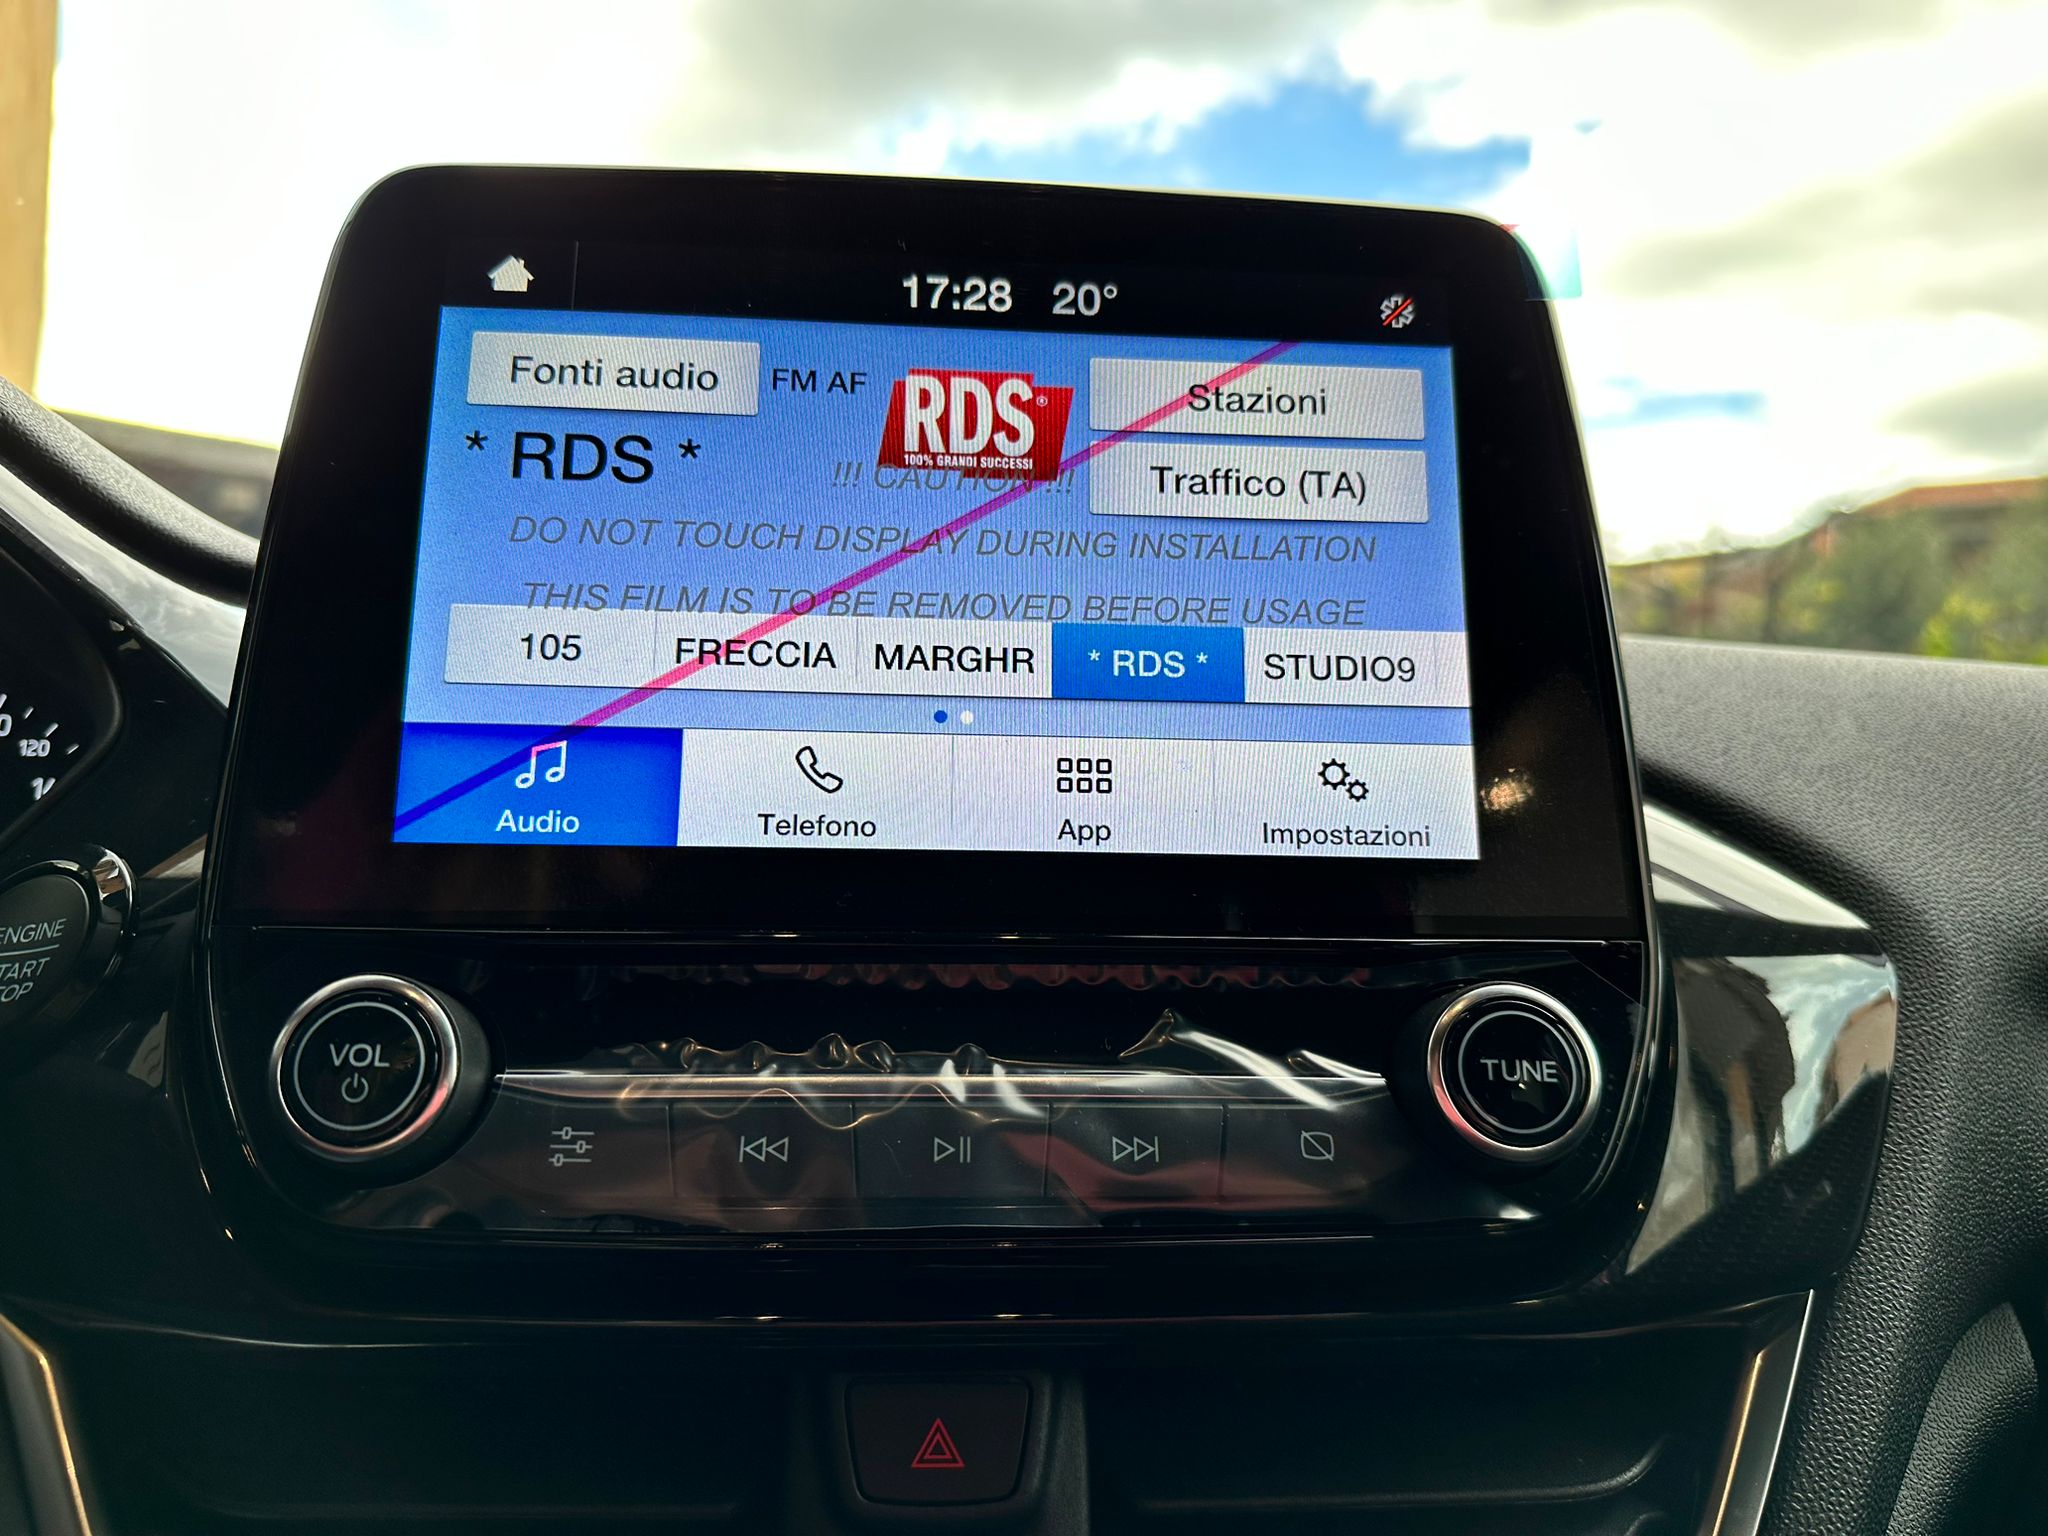 17:28 20°
Fonti audio FM AF
RDS®
100% GRANDI SUCCESSI
Stazioni
* RDS *
Traffico (TA)
!!! CAUTION !!!
DO NOT TOUCH DISPLAY DURING INSTALLATION
THIS FILM IS TO BE REMOVED BEFORE USAGE
105 FRECCIA MARGHR * RDS * STUDIO9
Audio Telefono App Impostazioni
120
ENGINE
VOL
TUNE